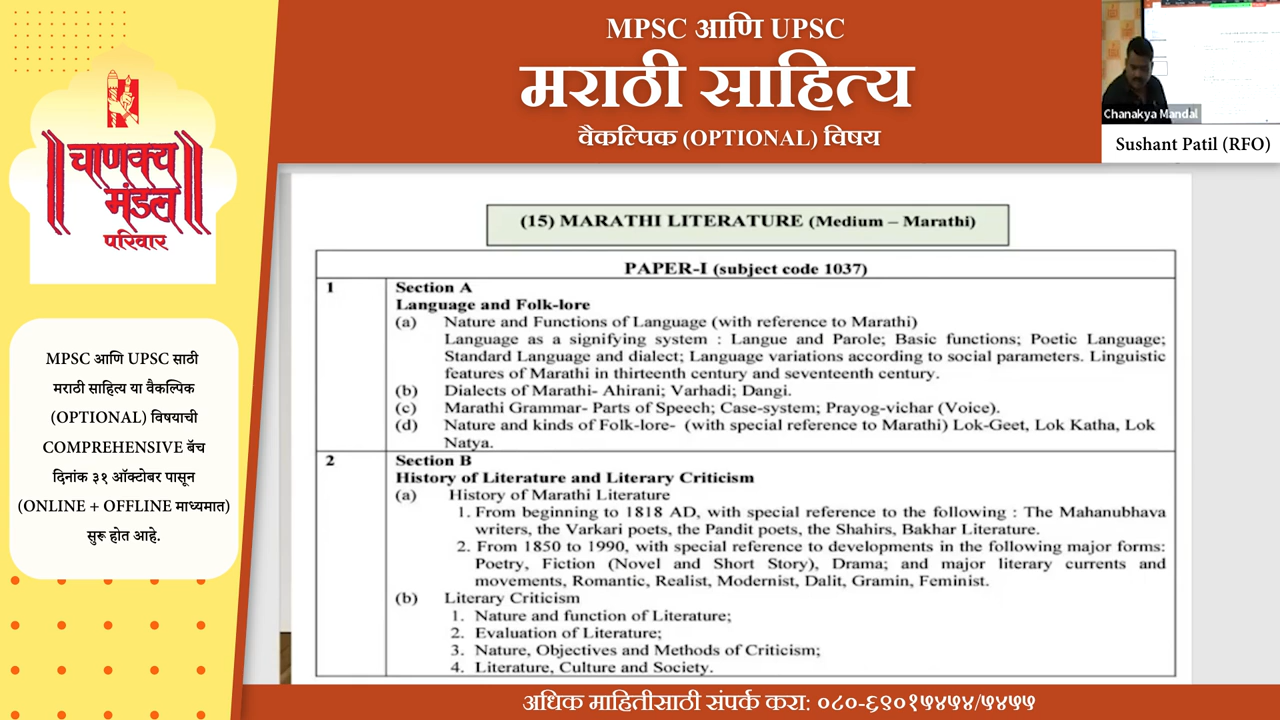 MPSC आणि UPSC
मराठी साहित्य
वैकल्पिक (OPTIONAL) विषय
Chanakya Mandal
Sushant Patil (RFO)
चाणक्य
मंडल
परिवार
MPSC आणि UPSC साठी
मराठी साहित्य या वैकल्पिक
(OPTIONAL) विषयाची
COMPREHENSIVE बॅच
दिनांक ३१ ऑक्टोबर पासून
(ONLINE + OFFLINE माध्यमात)
सुरू होत आहे.
(15) MARATHI LITERATURE (Medium – Marathi)
PAPER-I (subject code 1037)
1 Section A
Language and Folk-lore
(a) Nature and Functions of Language (with reference to Marathi)
Language as a signifying system : Langue and Parole; Basic functions; Poetic Language;
Standard Language and dialect; Language variations according to social parameters. Linguistic
features of Marathi in thirteenth century and seventeenth century.
(b) Dialects of Marathi- Ahirani; Varhadi; Dangi.
(c) Marathi Grammar- Parts of Speech; Case-system; Prayog-vichar (Voice).
(d) Nature and kinds of Folk-lore- (with special reference to Marathi) Lok-Geet, Lok Katha, Lok
Natya.
2 Section B
History of Literature and Literary Criticism
(a) History of Marathi Literature
1. From beginning to 1818 AD, with special reference to the following : The Mahanubhava
writers, the Varkari poets, the Pandit poets, the Shahirs, Bakhar Literature.
2. From 1850 to 1990, with special reference to developments in the following major forms:
Poetry, Fiction (Novel and Short Story), Drama; and major literary currents and
movements, Romantic, Realist, Modernist, Dalit, Gramin, Feminist.
(b) Literary Criticism
1. Nature and function of Literature;
2. Evaluation of Literature;
3. Nature, Objectives and Methods of Criticism;
4. Literature, Culture and Society.
अधिक माहितीसाठी संपर्क करा: ०८०-६९०१५४५४/५४५५